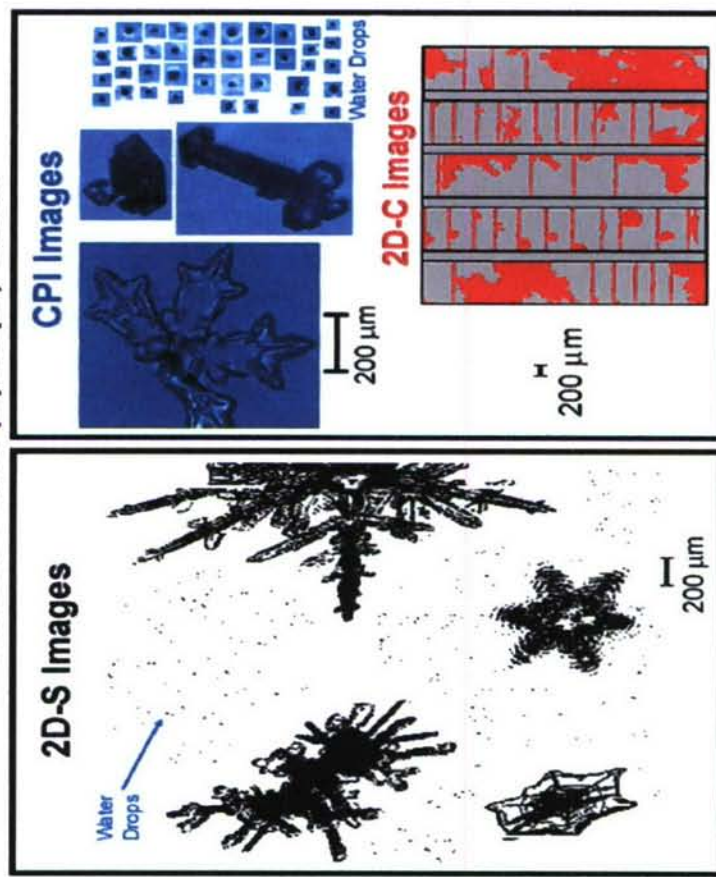 2D-S Images
Water
Drops
200 μm
CPI Images
Water Drops
200 μm
2D-C Images
200 μm